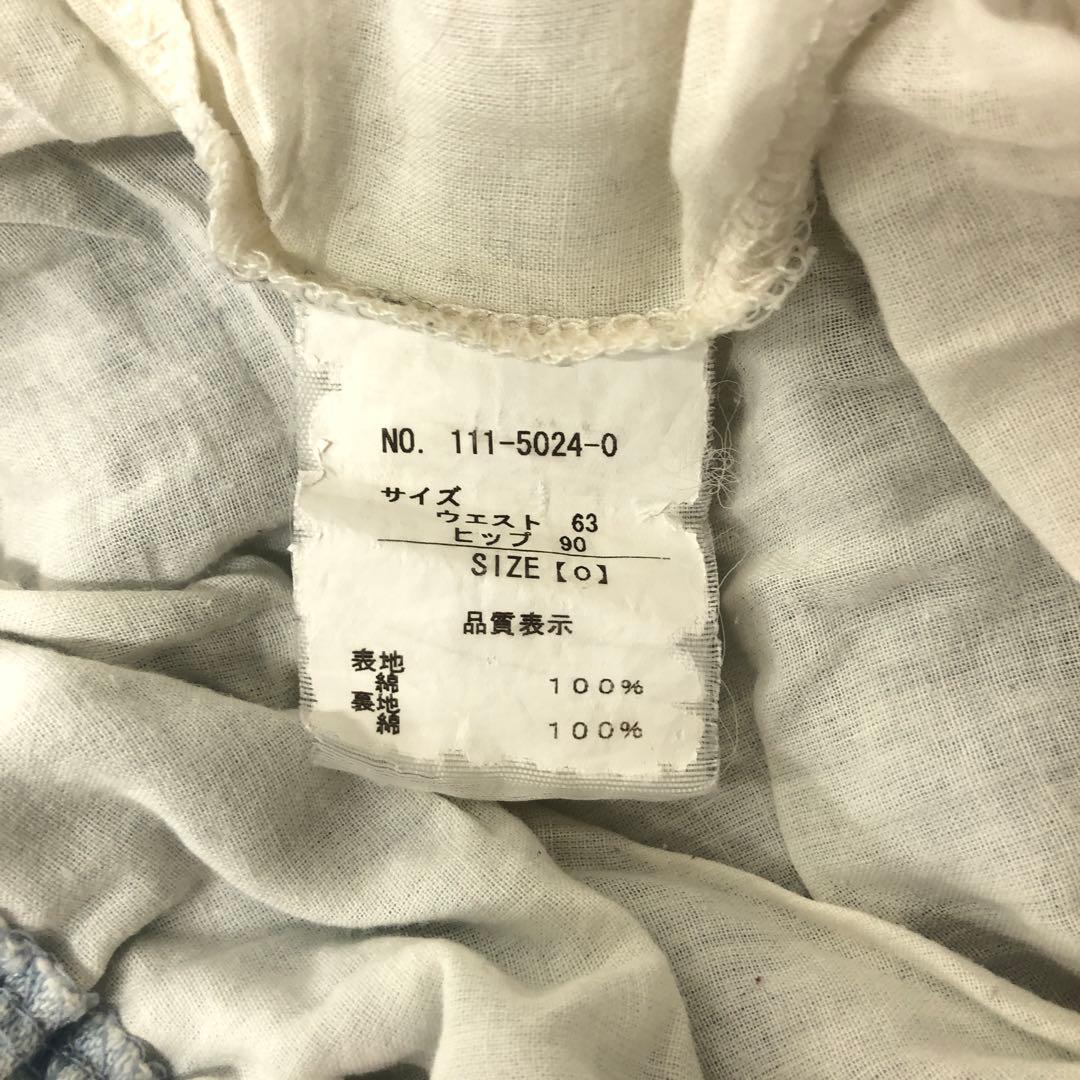 NO. 111-5024-0
サイズ
ウエスト 63
ヒップ 90
SIZE【0】
品質表示
表地
綿 100%
裏地
綿 100%